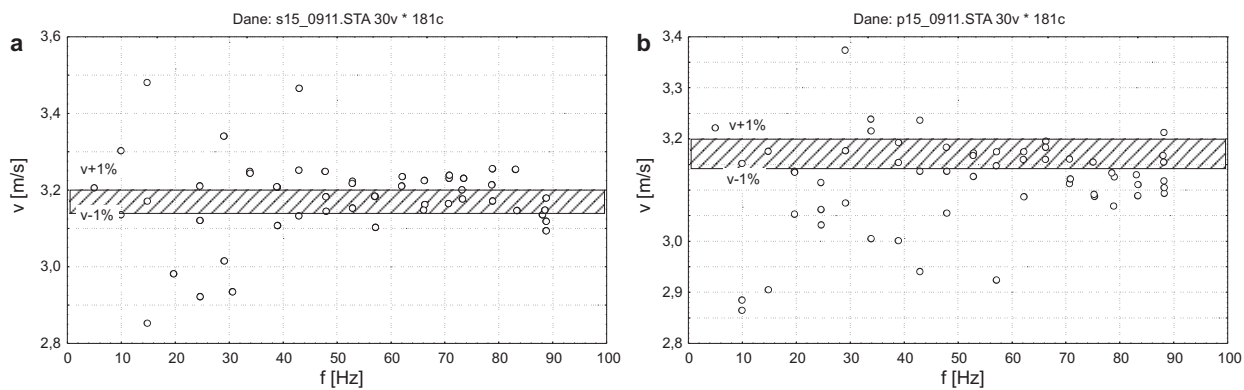 Dane: s15_0911.STA 30v * 181c
a
3,6
3,4
3,2
3,0
2,8
v [m/s]
v+1%
v-1%
0 10 20 30 40 50 60 70 80 90 100
f [Hz]
Dane: p15_0911.STA 30v * 181c
b
3,4
3,3
3,2
3,1
3,0
2,9
2,8
v [m/s]
v+1%
v-1%
0 10 20 30 40 50 60 70 80 90 100
f [Hz]